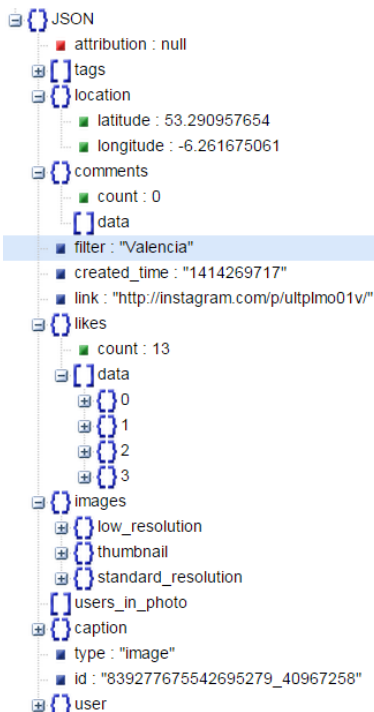 JSON
attribution : null
tags
location
latitude : 53.290957654
longitude : -6.261675061
comments
count : 0
data
filter : "Valencia"
created_time : "1414269717"
link : "http://instagram.com/p/ultplmo01v/"
likes
count : 13
data
0
1
2
3
images
low_resolution
thumbnail
standard_resolution
users_in_photo
caption
type : "image"
id : "839277675542695279_40967258"
user